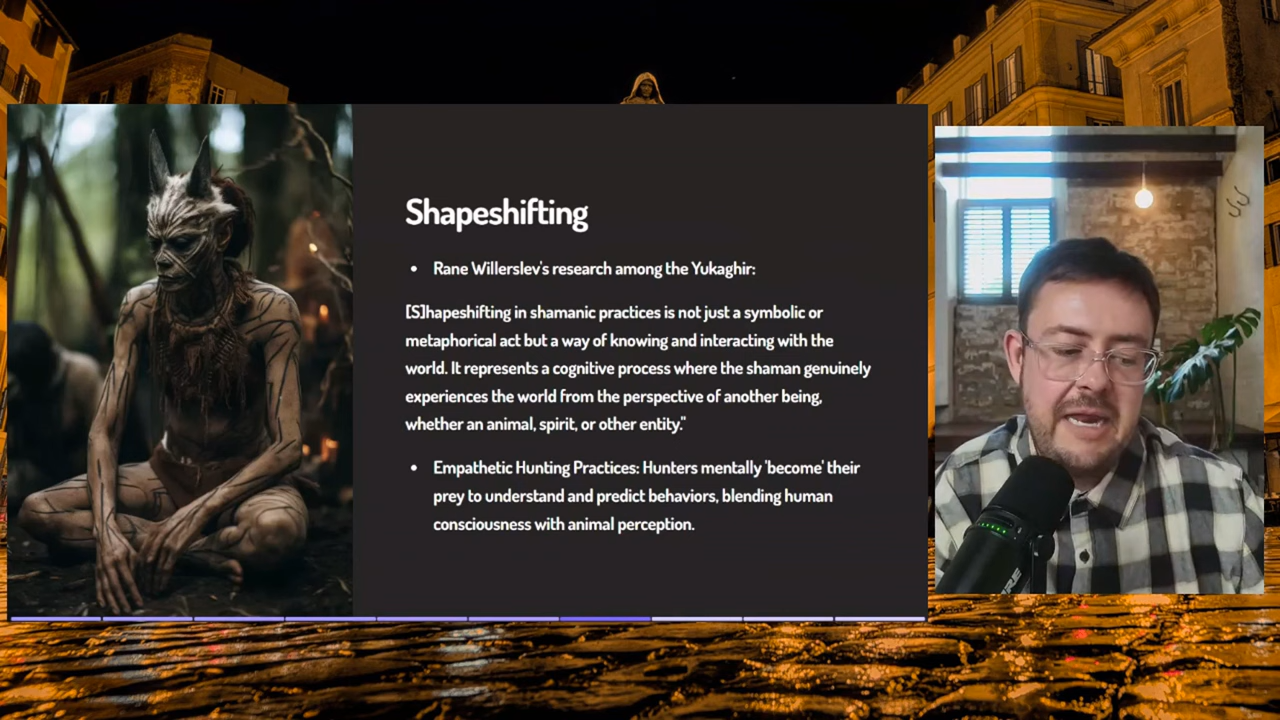 Shapeshifting
• Rane Willerslev's research among the Yukaghir:
[S]hapeshifting in shamanic practices is not just a symbolic or
metaphorical act but a way of knowing and interacting with the
world. It represents a cognitive process where the shaman genuinely
experiences the world from the perspective of another being,
whether an animal, spirit, or other entity."
• Empathetic Hunting Practices: Hunters mentally 'become' their
prey to understand and predict behaviors, blending human
consciousness with animal perception.